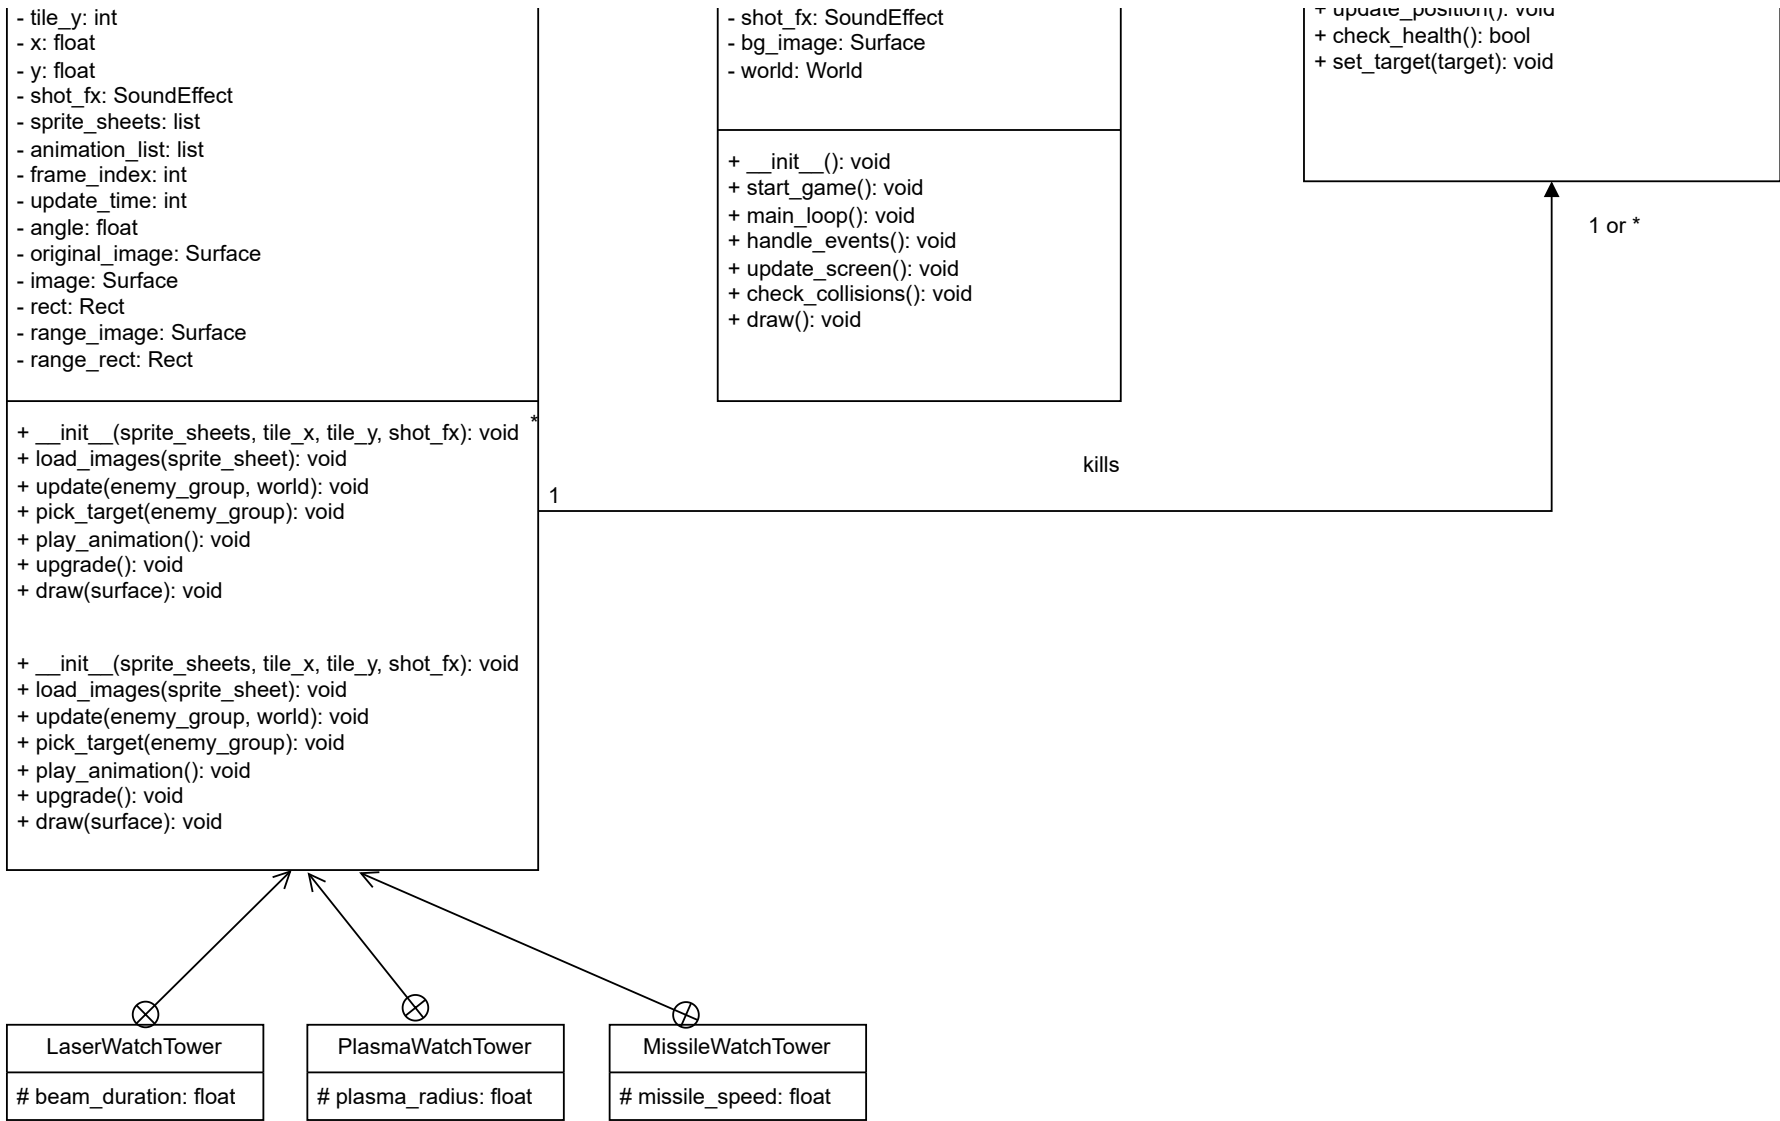 - tile_y: int
- x: float
- y: float
- shot_fx: SoundEffect
- sprite_sheets: list
- animation_list: list
- frame_index: int
- update_time: int
- angle: float
- original_image: Surface
- image: Surface
- rect: Rect
- range_image: Surface
- range_rect: Rect
*
+ __init__(sprite_sheets, tile_x, tile_y, shot_fx): void
+ load_images(sprite_sheet): void
+ update(enemy_group, world): void
+ pick_target(enemy_group): void
+ play_animation(): void
+ upgrade(): void
+ draw(surface): void
+ __init__(sprite_sheets, tile_x, tile_y, shot_fx): void
+ load_images(sprite_sheet): void
+ update(enemy_group, world): void
+ pick_target(enemy_group): void
+ play_animation(): void
+ upgrade(): void
+ draw(surface): void
- shot_fx: SoundEffect
- bg_image: Surface
- world: World
+ __init__(): void
+ start_game(): void
+ main_loop(): void
+ handle_events(): void
+ update_screen(): void
+ check_collisions(): void
+ draw(): void
+ update_position(): void
+ check_health(): bool
+ set_target(target): void
1 or *
kills
1
LaserWatchTower
# beam_duration: float
PlasmaWatchTower
# plasma_radius: float
MissileWatchTower
# missile_speed: float